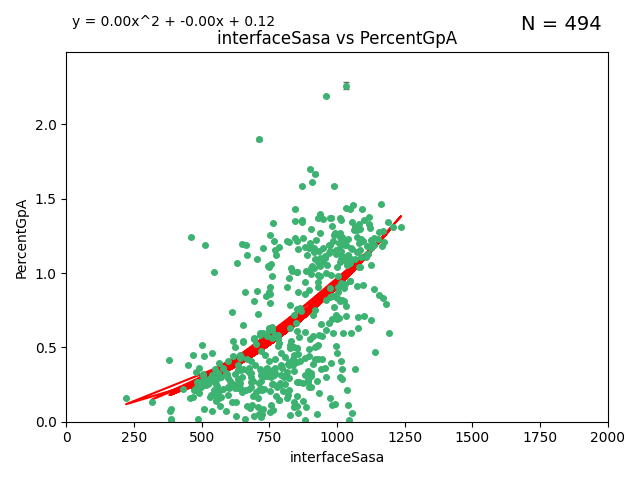 y = 0.00x^2 + -0.00x + 0.12
N = 494
interfaceSasa vs PercentGpA
PercentGpA
2.0
1.5
1.0
0.5
0.0
0 250 500 750 1000 1250 1500 1750 2000
interfaceSasa